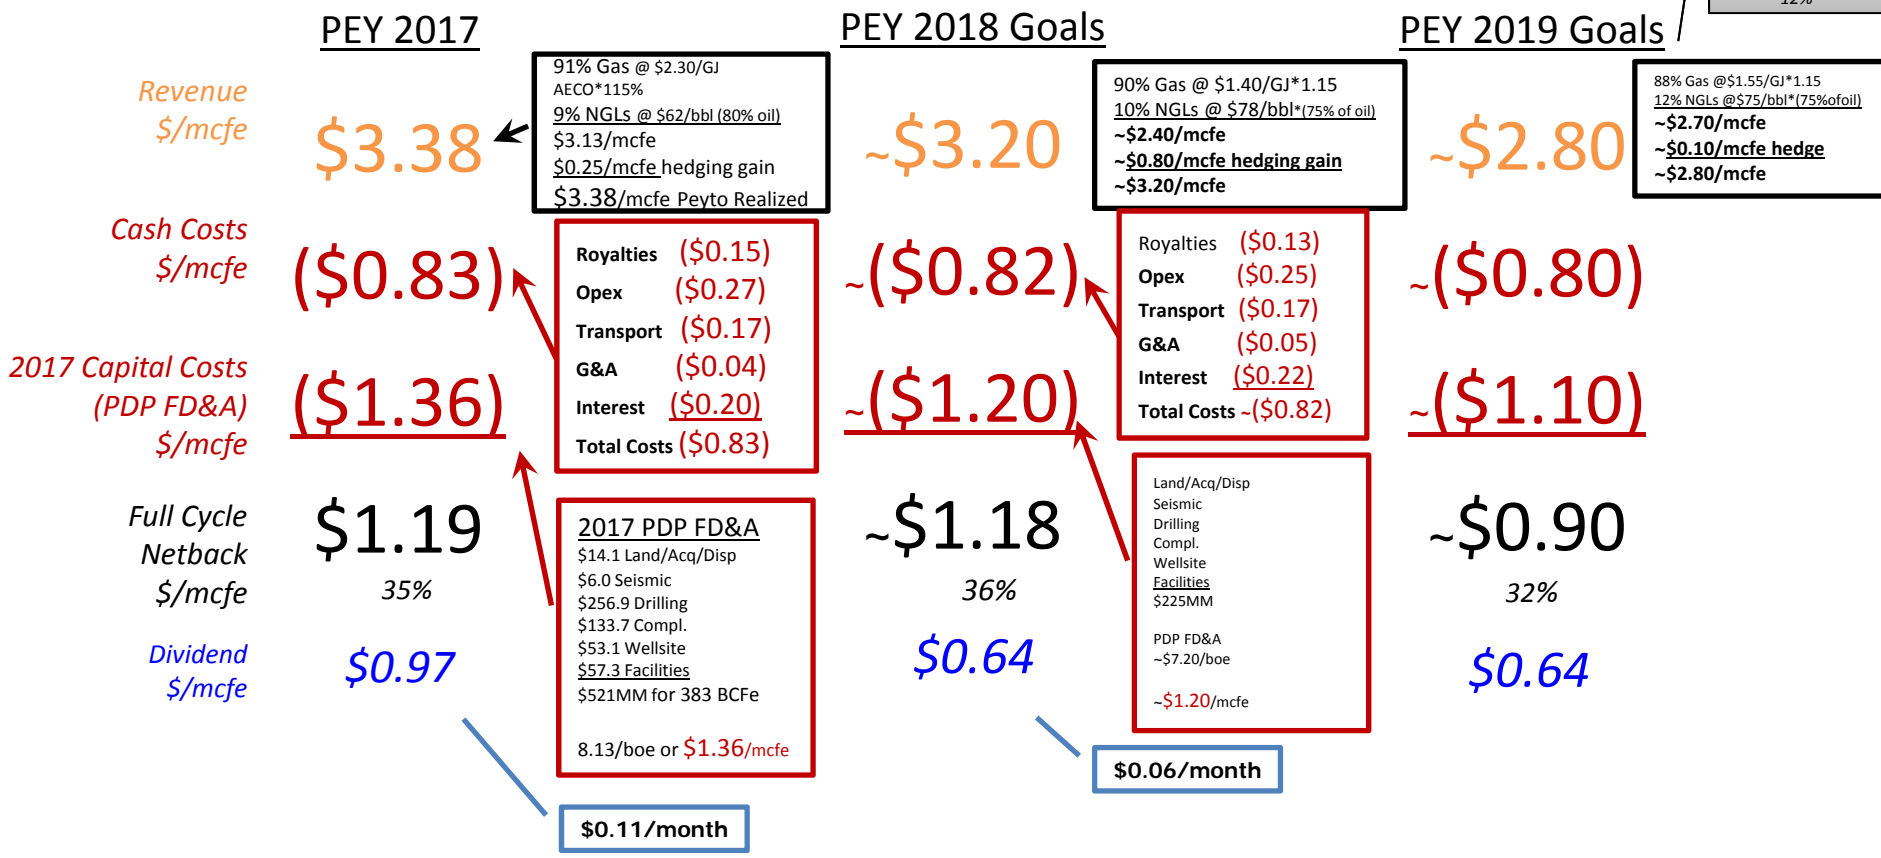 12%
PEY 2017
PEY 2018 Goals
PEY 2019 Goals
Revenue
$/mcfe
$3.38
91% Gas @ $2.30/GJ
AECO*115%
9% NGLs @ $62/bbl (80% oil)
$3.13/mcfe
$0.25/mcfe hedging gain
$3.38/mcfe Peyto Realized
~$3.20
90% Gas @ $1.40/GJ*1.15
10% NGLs @ $78/bbl*(75% of oil)
~$2.40/mcfe
~$0.80/mcfe hedging gain
~$3.20/mcfe
~$2.80
88% Gas @$1.55/GJ*1.15
12% NGLs @$75/bbl*(75%ofoil)
~$2.70/mcfe
~$0.10/mcfe hedge
~$2.80/mcfe
Cash Costs
$/mcfe
($0.83)
Royalties ($0.15)
Opex ($0.27)
Transport ($0.17)
G&A ($0.04)
Interest ($0.20)
Total Costs ($0.83)
~($0.82)
Royalties ($0.13)
Opex ($0.25)
Transport ($0.17)
G&A ($0.05)
Interest ($0.22)
Total Costs ~($0.82)
~($0.80)
2017 Capital Costs
(PDP FD&A)
$/mcfe
($1.36)
~($1.20)
~($1.10)
Full Cycle
Netback
$/mcfe
$1.19
35%
2017 PDP FD&A
$14.1 Land/Acq/Disp
$6.0 Seismic
$256.9 Drilling
$133.7 Compl.
$53.1 Wellsite
$57.3 Facilities
$521MM for 383 BCFe
8.13/boe or $1.36/mcfe
~$1.18
36%
Land/Acq/Disp
Seismic
Drilling
Compl.
Wellsite
Facilities
$225MM
PDP FD&A
~$7.20/boe
~$1.20/mcfe
~$0.90
32%
Dividend
$/mcfe
$0.97
$0.64
$0.64
$0.11/month
$0.06/month